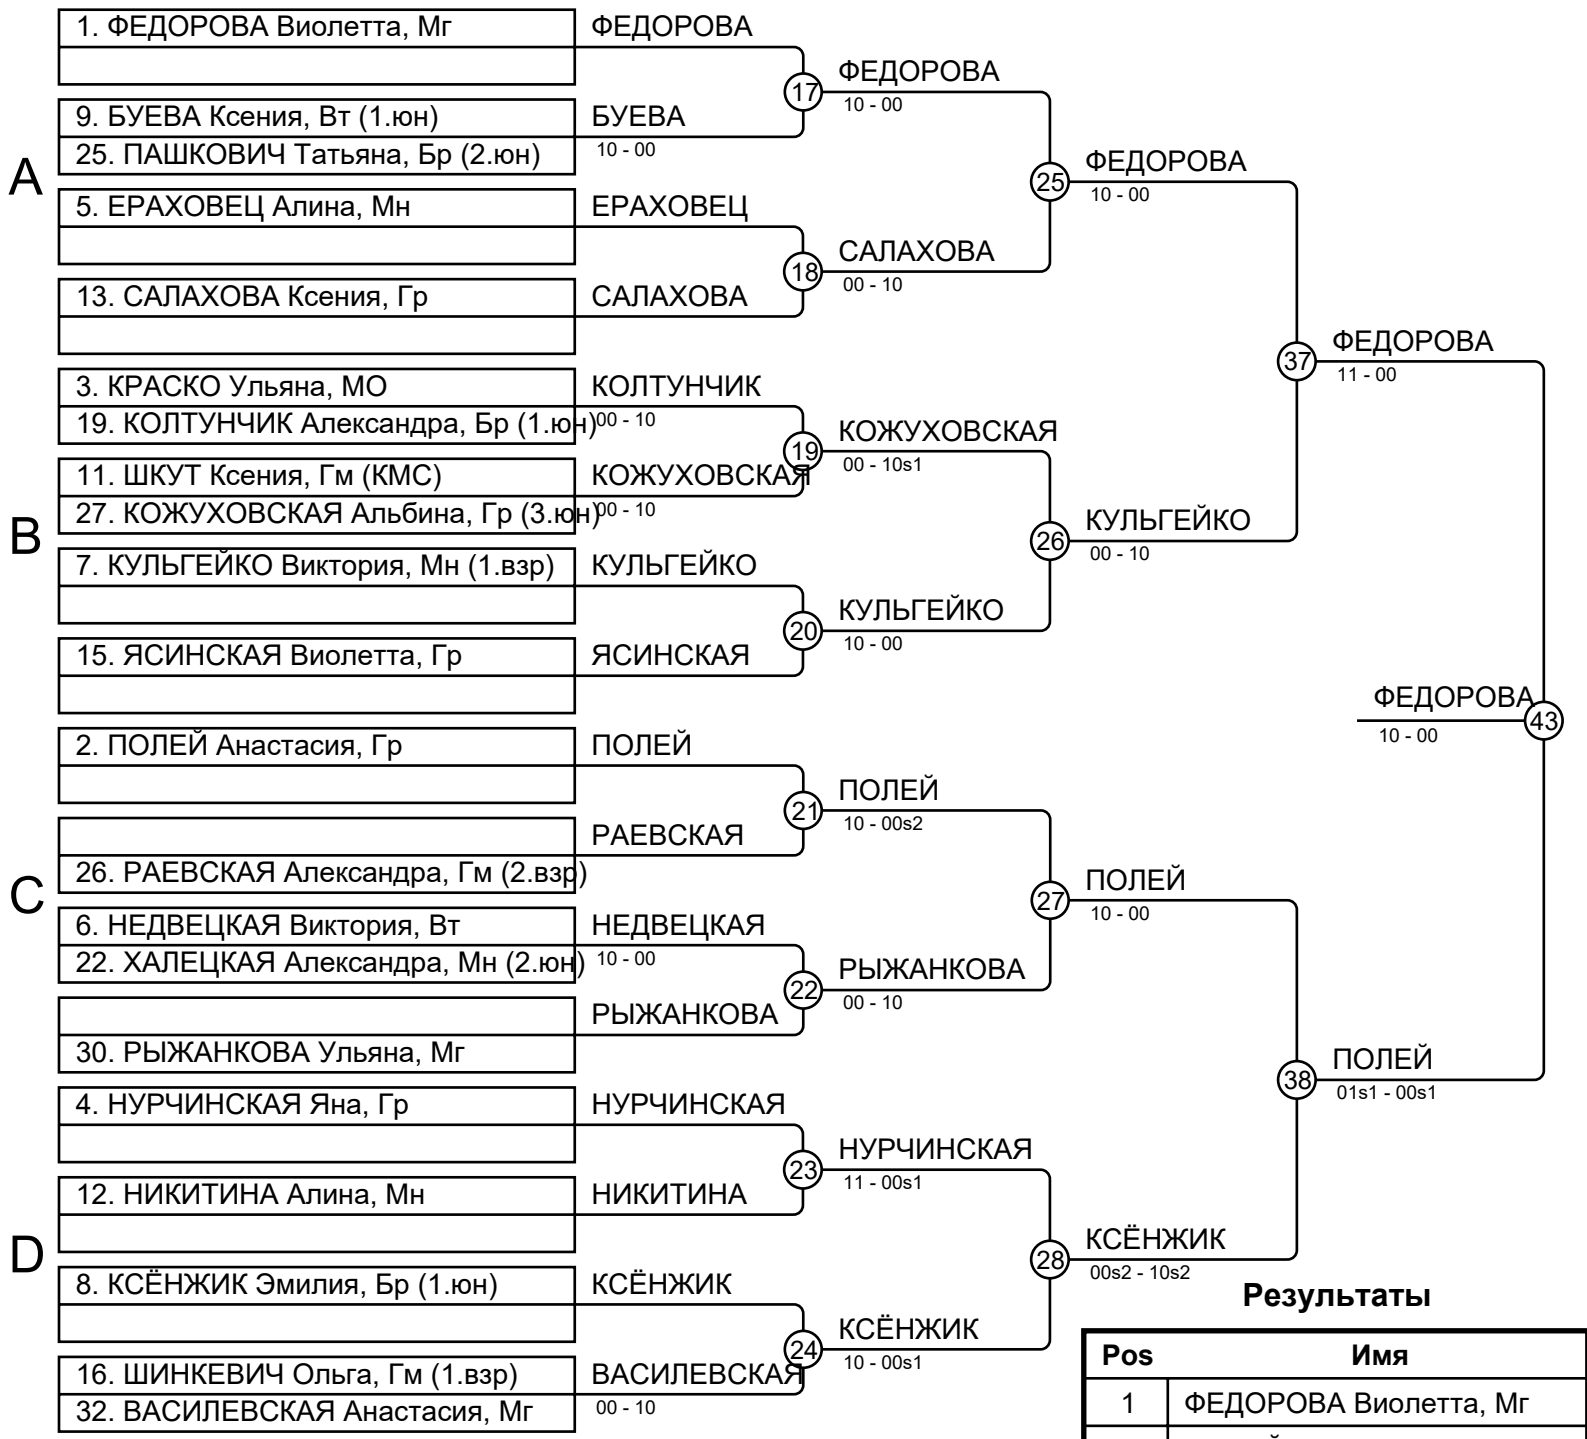 A
1. ФЕДОРОВА Виолетта, Мг
9. БУЕВА Ксения, Вт (1.юн)
25. ПАШКОВИЧ Татьяна, Бр (2.юн)
5. ЕРАХОВЕЦ Алина, Мн
13. САЛАХОВА Ксения, Гр
B
3. КРАСКО Ульяна, МО
19. КОЛТУНЧИК Александра, Бр (1.юн)
11. ШКУТ Ксения, Гм (КМС)
27. КОЖУХОВСКАЯ Альбина, Гр (3.юн)
7. КУЛЬГЕЙКО Виктория, Мн (1.взр)
15. ЯСИНСКАЯ Виолетта, Гр
C
2. ПОЛЕЙ Анастасия, Гр
26. РАЕВСКАЯ Александра, Гм (2.взр)
6. НЕДВЕЦКАЯ Виктория, Вт
22. ХАЛЕЦКАЯ Александра, Мн (2.юн)
30. РЫЖАНКОВА Ульяна, Мг
D
4. НУРЧИНСКАЯ Яна, Гр
12. НИКИТИНА Алина, Мн
8. КСЁНЖИК Эмилия, Бр (1.юн)
16. ШИНКЕВИЧ Ольга, Гм (1.взр)
32. ВАСИЛЕВСКАЯ Анастасия, Мг
ФЕДОРОВА
БУЕВА
10 - 00
ЕРАХОВЕЦ
САЛАХОВА
КОЛТУНЧИК
00 - 10
КОЖУХОВСКАЯ
00 - 10
КУЛЬГЕЙКО
ЯСИНСКАЯ
ПОЛЕЙ
РАЕВСКАЯ
НЕДВЕЦКАЯ
10 - 00
РЫЖАНКОВА
НУРЧИНСКАЯ
НИКИТИНА
КСЁНЖИК
ВАСИЛЕВСКАЯ
00 - 10
17
ФЕДОРОВА
10 - 00
18
САЛАХОВА
00 - 10
19
КОЖУХОВСКАЯ
00 - 10s1
20
КУЛЬГЕЙКО
10 - 00
21
ПОЛЕЙ
10 - 00s2
22
РЫЖАНКОВА
00 - 10
23
НУРЧИНСКАЯ
11 - 00s1
24
КСЁНЖИК
10 - 00s1
25
ФЕДОРОВА
10 - 00
26
КУЛЬГЕЙКО
00 - 10
27
ПОЛЕЙ
10 - 00
28
КСЁНЖИК
00s2 - 10s2
37
ФЕДОРОВА
11 - 00
38
ПОЛЕЙ
01s1 - 00s1
ФЕДОРОВА
43
10 - 00
Результаты
Pos Имя
1 ФЕДОРОВА Виолетта, Мг